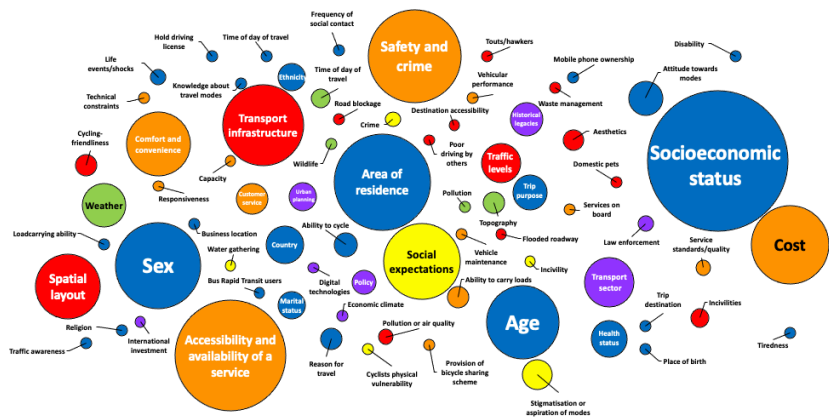 Frequency of
social contact
Hold driving
license
Time of day of travel
Safety and
crime
Touts/hawkers
Disability
Life
events/shocks
Mobile phone ownership
Attitude towards
modes
Ethnicity
Time of day of
travel
Vehicular
performance
Knowledge about
travel modes
Technical
constraints
Waste management
Road blockage
Destination accessibility
Historical
legacies
Transport
infrastructure
Crime
Cycling-
friendliness
Comfort and
convenience
Aesthetics
Socioeconomic
status
Wildlife
Poor
driving by
others
Traffic
levels
Capacity
Area of
residence
Domestic pets
Responsiveness
Customer
service
Urban
planning
Trip
purpose
Weather
Pollution
Services on
board
Topography
Business location
Ability to cycle
Loadcarrying ability
Water gathering
Country
Flooded roadway
Law enforcement
Service
standards/quality
Cost
Social
expectations
Vehicle
maintenance
Sex
Incivility
Spatial
layout
Bus Rapid Transit users
Digital
technologies
Policy
Ability to carry loads
Transport
sector
Marital
status
Economic climate
Trip
destination
Incivilities
Religion
International
investment
Age
Pollution or air quality
Health
status
Tiredness
Traffic awareness
Accessibility and
availability of a
service
Reason for
travel
Cyclists physical
vulnerability
Provision of
bicycle sharing
scheme
Place of birth
Stigmatisation or
aspiration of modes